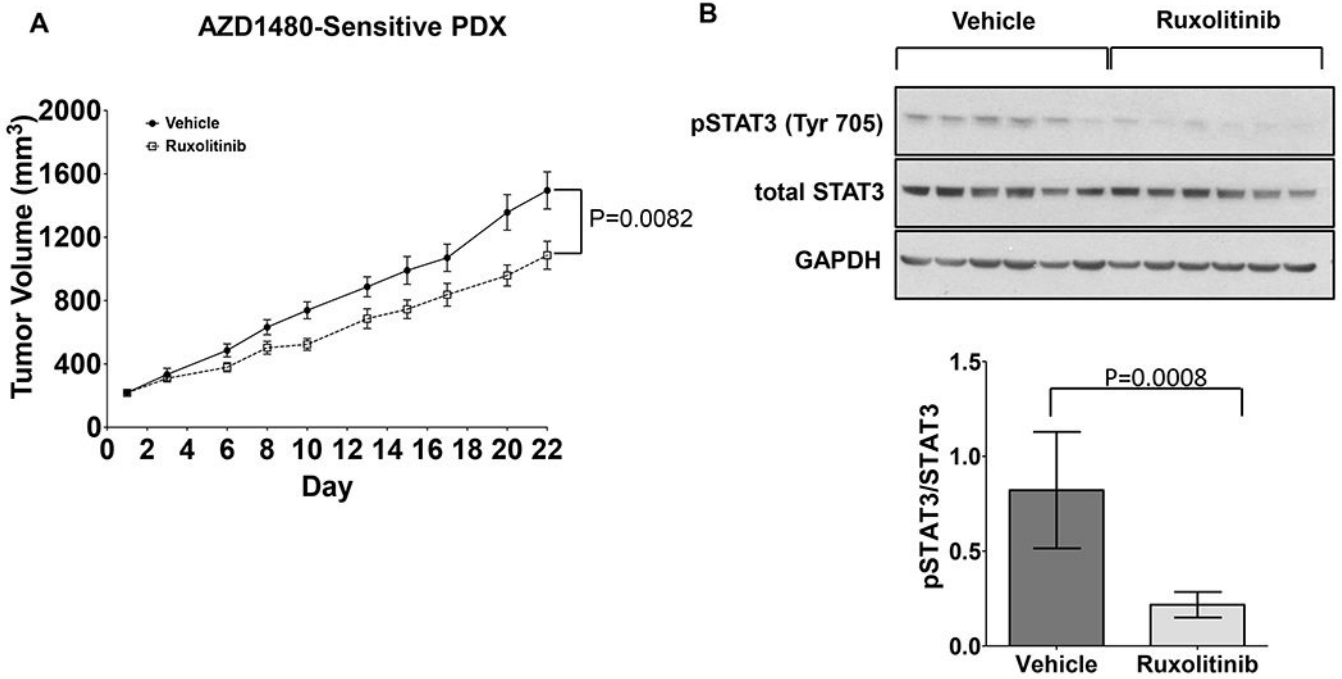 A
AZD1480-Sensitive PDX
Tumor Volume (mm³)
2000
1600
1200
800
400
0
Vehicle
Ruxolitinib
P=0.0082
0 2 4 6 8 10 12 14 16 18 20 22
Day
B
Vehicle Ruxolitinib
pSTAT3 (Tyr 705)
total STAT3
GAPDH
pSTAT3/STAT3
1.5
1.0
0.5
0.0
P=0.0008
Vehicle Ruxolitinib